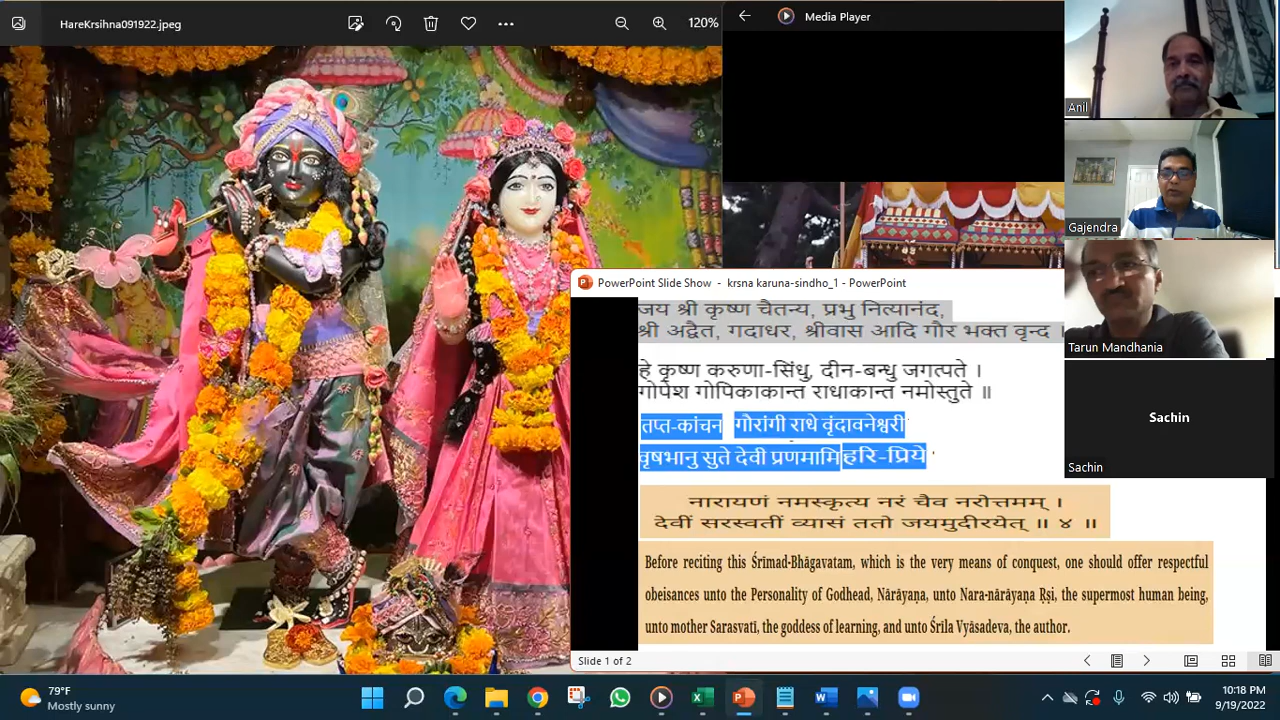 HareKrsihna091922.jpeg
120%
Media Player
Anil
Gajendra
Tarun Mandhania
Sachin
Sachin
PowerPoint Slide Show - krsna karuna-sindho_1 - PowerPoint
जय श्री कृष्ण चैतन्य, प्रभु नित्यानंद,
श्री अद्वैत, गदाधर, श्रीवास आदि गौर भक्त वृन्द ।
हे कृष्ण करुणा-सिंधु, दीन-बन्धु जगत्पते ।
गोपेश गोपिकाकान्त राधाकान्त नमोस्तुते ॥
तप्त-कांचन गौरांगी राधे वृंदावनेश्वरी
वृषभानु सुते देवी प्रणमामि हरि-प्रिये
नारायणं नमस्कृत्य नरं चैव नरोत्तमम् ।
देवीं सरस्वतीं व्यासं ततो जयमुदीरयेत् ॥ ४ ॥
Before reciting this Śrīmad-Bhāgavatam, which is the very means of conquest, one should offer respectful
obeisances unto the Personality of Godhead, Nārāyaṇa, unto Nara-nārāyaṇa Ṛṣi, the supermost human being,
unto mother Sarasvatī, the goddess of learning, and unto Śrīla Vyāsadeva, the author.
Slide 1 of 2
79°F
Mostly sunny
10:18 PM
9/19/2022